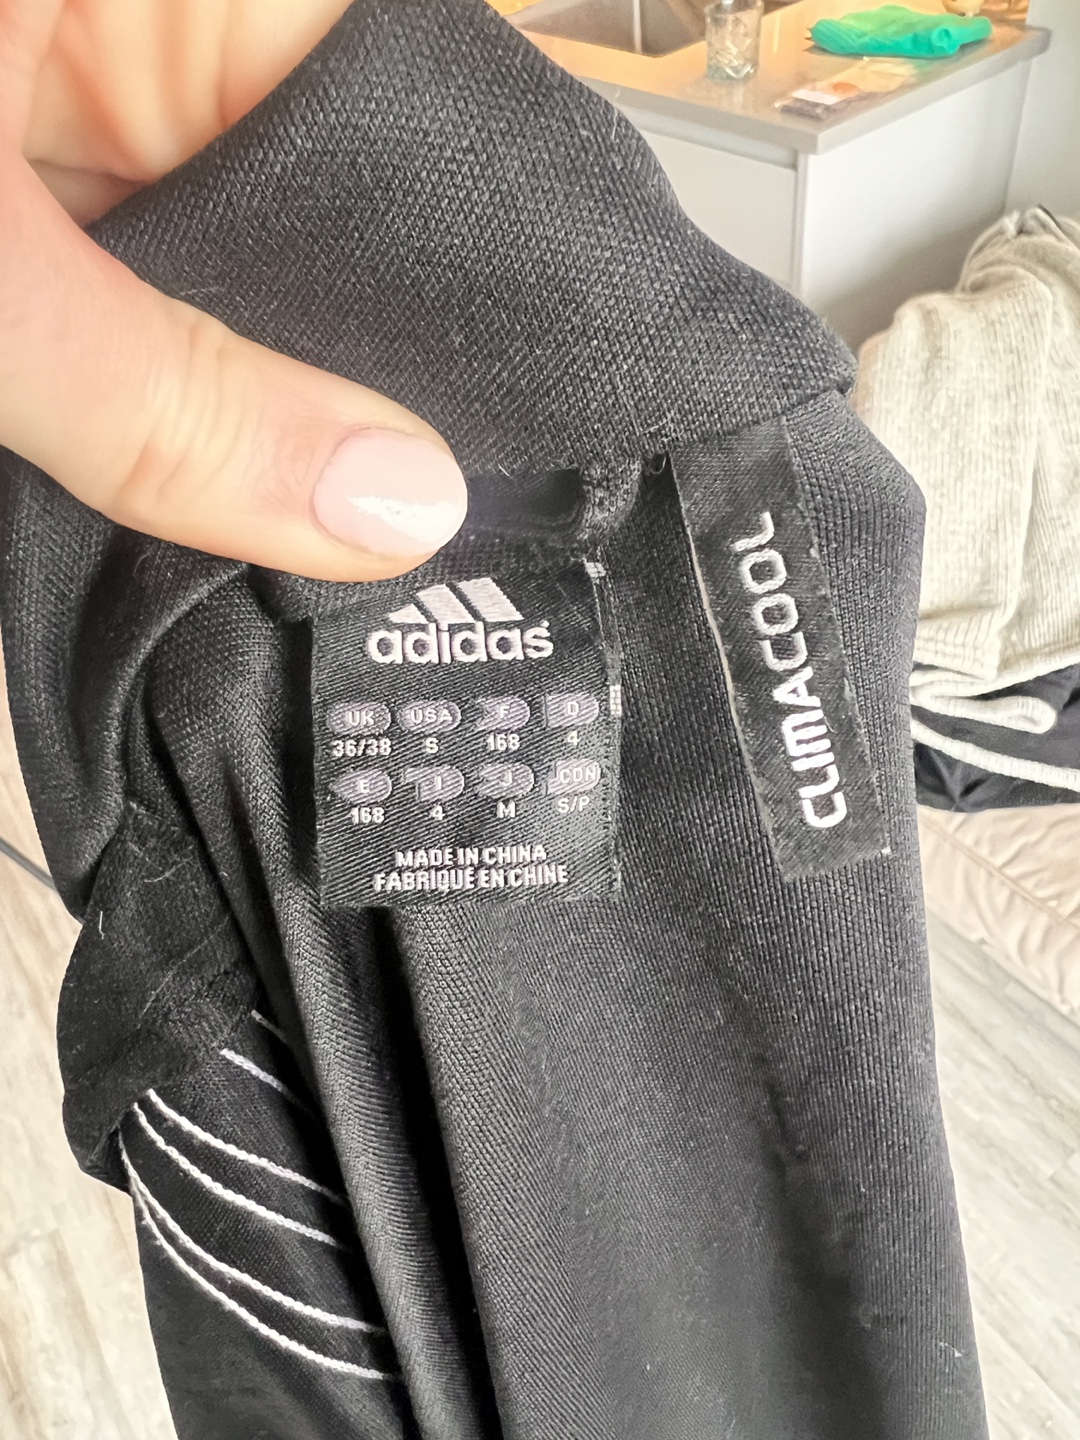 adidas
UK USA F D
36/38 S 168 4
E I J CDN
168 4 M S/P
MADE IN CHINA
FABRIQUÉ EN CHINE
CLIMACOOL